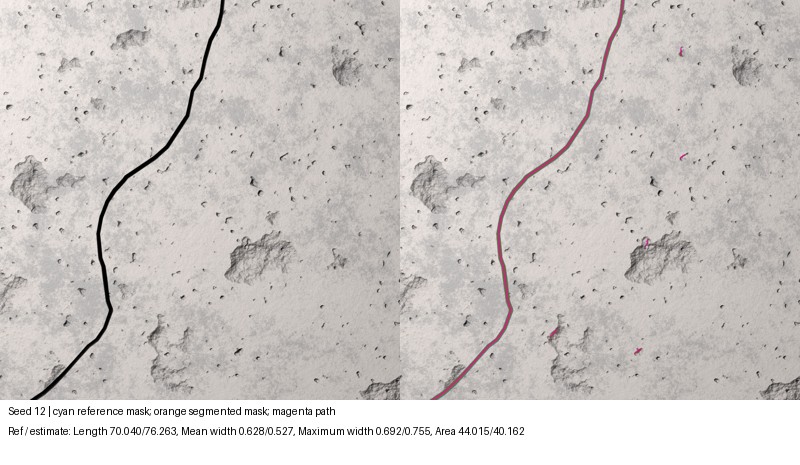 Seed 12 | cyan reference mask; orange segmented mask; magenta path
Ref / estimate: Length 70.040/76.263, Mean width 0.628/0.527, Maximum width 0.692/0.755, Area 44.015/40.162